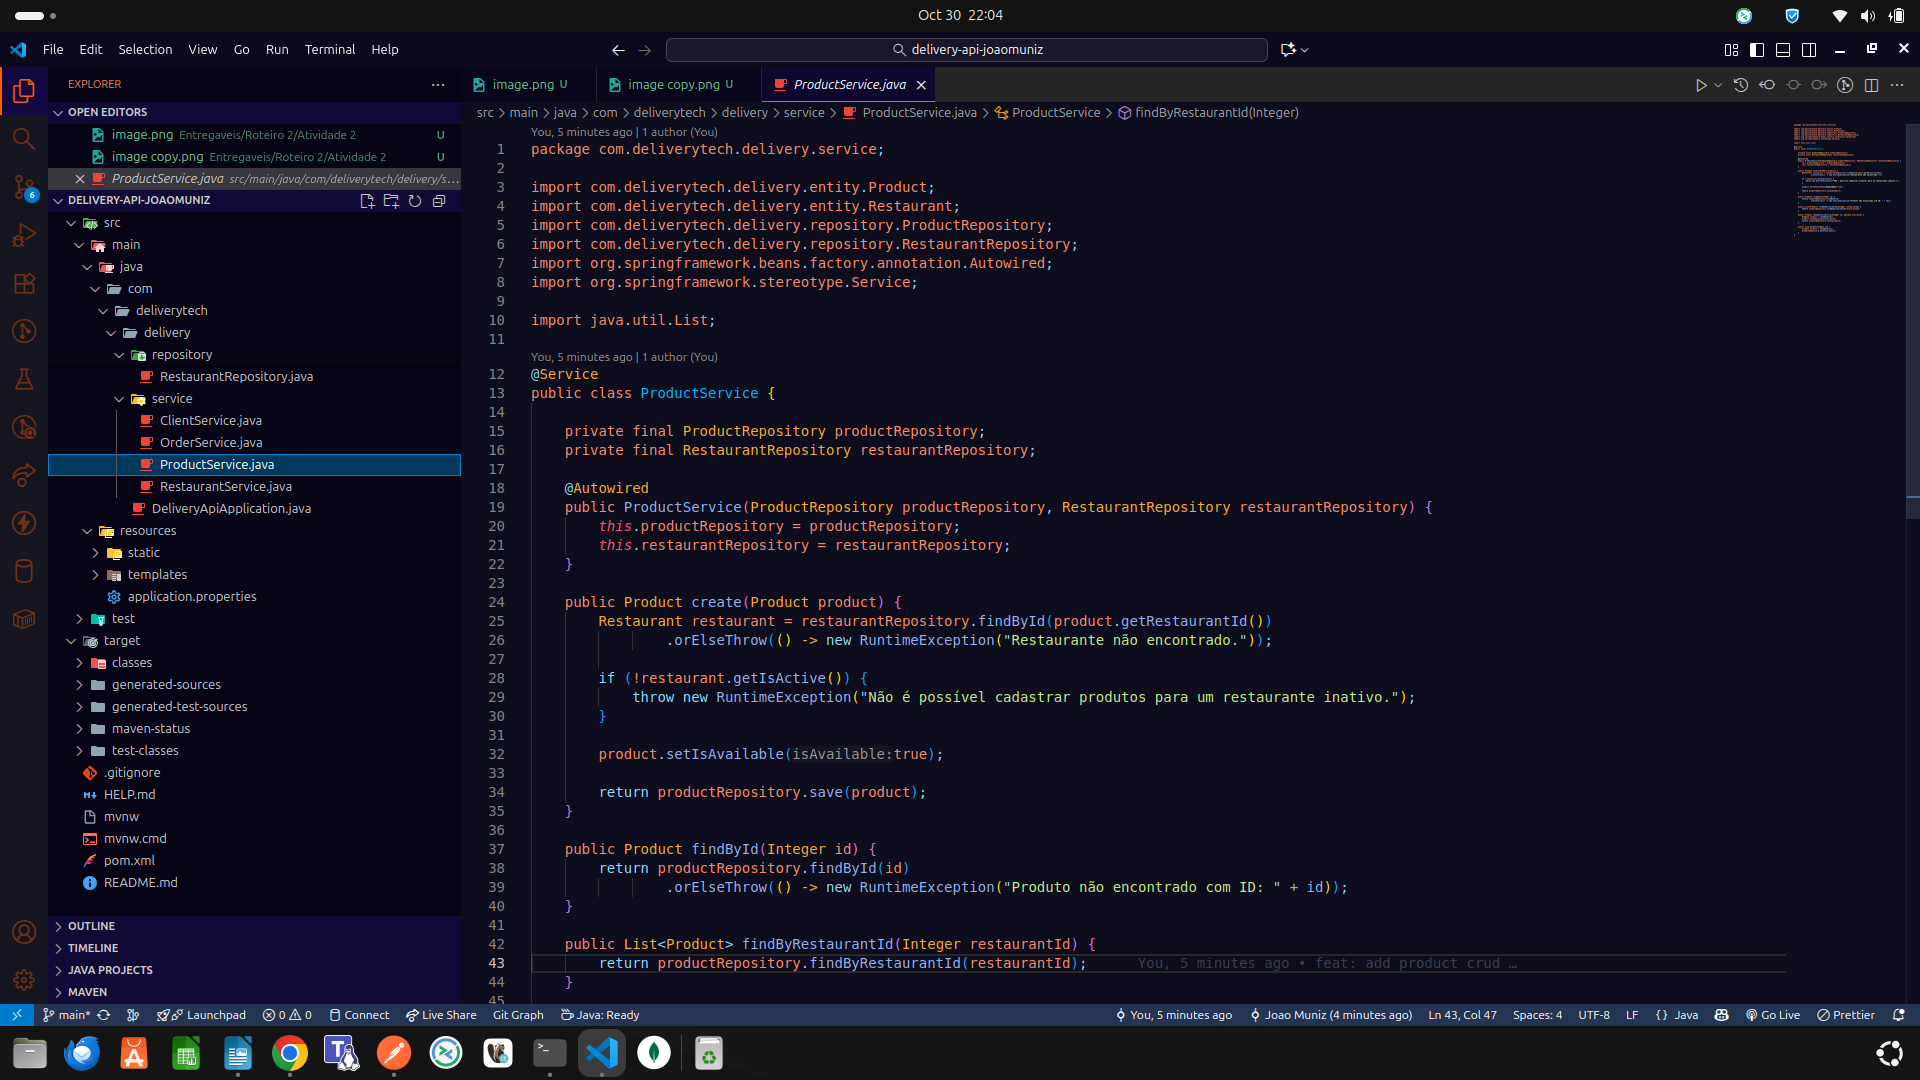 Oct 30 22:04
File Edit Selection View Go Run Terminal Help
delivery-api-joaomuniz
EXPLORER
image.png U
image copy.png U
ProductService.java
OPEN EDITORS
image.png Entregaveis/Roteiro 2/Atividade 2 U
image copy.png Entregaveis/Roteiro 2/Atividade 2 U
ProductService.java src/main/java/com/deliverytech/delivery/s...
DELIVERY-API-JOAOMUNIZ
src
main
java
com
deliverytech
delivery
repository
RestaurantRepository.java
service
ClientService.java
OrderService.java
ProductService.java
RestaurantService.java
DeliveryApiApplication.java
resources
static
templates
application.properties
test
target
classes
generated-sources
generated-test-sources
maven-status
test-classes
.gitignore
HELP.md
mvnw
mvnw.cmd
pom.xml
README.md
OUTLINE
TIMELINE
JAVA PROJECTS
MAVEN
6
src > main > java > com > deliverytech > delivery > service > ProductService.java > ProductService > findByRestaurantId(Integer)
You, 5 minutes ago | 1 author (You)
1 package com.deliverytech.delivery.service;
2
3 import com.deliverytech.delivery.entity.Product;
4 import com.deliverytech.delivery.entity.Restaurant;
5 import com.deliverytech.delivery.repository.ProductRepository;
6 import com.deliverytech.delivery.repository.RestaurantRepository;
7 import org.springframework.beans.factory.annotation.Autowired;
8 import org.springframework.stereotype.Service;
9
10 import java.util.List;
11
You, 5 minutes ago | 1 author (You)
12 @Service
13 public class ProductService {
14
15 private final ProductRepository productRepository;
16 private final RestaurantRepository restaurantRepository;
17
18 @Autowired
19 public ProductService(ProductRepository productRepository, RestaurantRepository restaurantRepository) {
20 this.productRepository = productRepository;
21 this.restaurantRepository = restaurantRepository;
22 }
23
24 public Product create(Product product) {
25 Restaurant restaurant = restaurantRepository.findById(product.getRestaurantId())
26 .orElseThrow(() -> new RuntimeException("Restaurante não encontrado."));
27
28 if (!restaurant.getIsActive()) {
29 throw new RuntimeException("Não é possível cadastrar produtos para um restaurante inativo.");
30 }
31
32 product.setIsAvailable(isAvailable:true);
33
34 return productRepository.save(product);
35 }
36
37 public Product findById(Integer id) {
38 return productRepository.findById(id)
39 .orElseThrow(() -> new RuntimeException("Produto não encontrado com ID: " + id));
40 }
41
42 public List<Product> findByRestaurantId(Integer restaurantId) {
43 return productRepository.findByRestaurantId(restaurantId); You, 5 minutes ago • feat: add product crud …
44 }
45
main* Launchpad 0 0 Connect Live Share Git Graph Java: Ready You, 5 minutes ago Joao Muniz (4 minutes ago) Ln 43, Col 47 Spaces: 4 UTF-8 LF {} Java Go Live Prettier